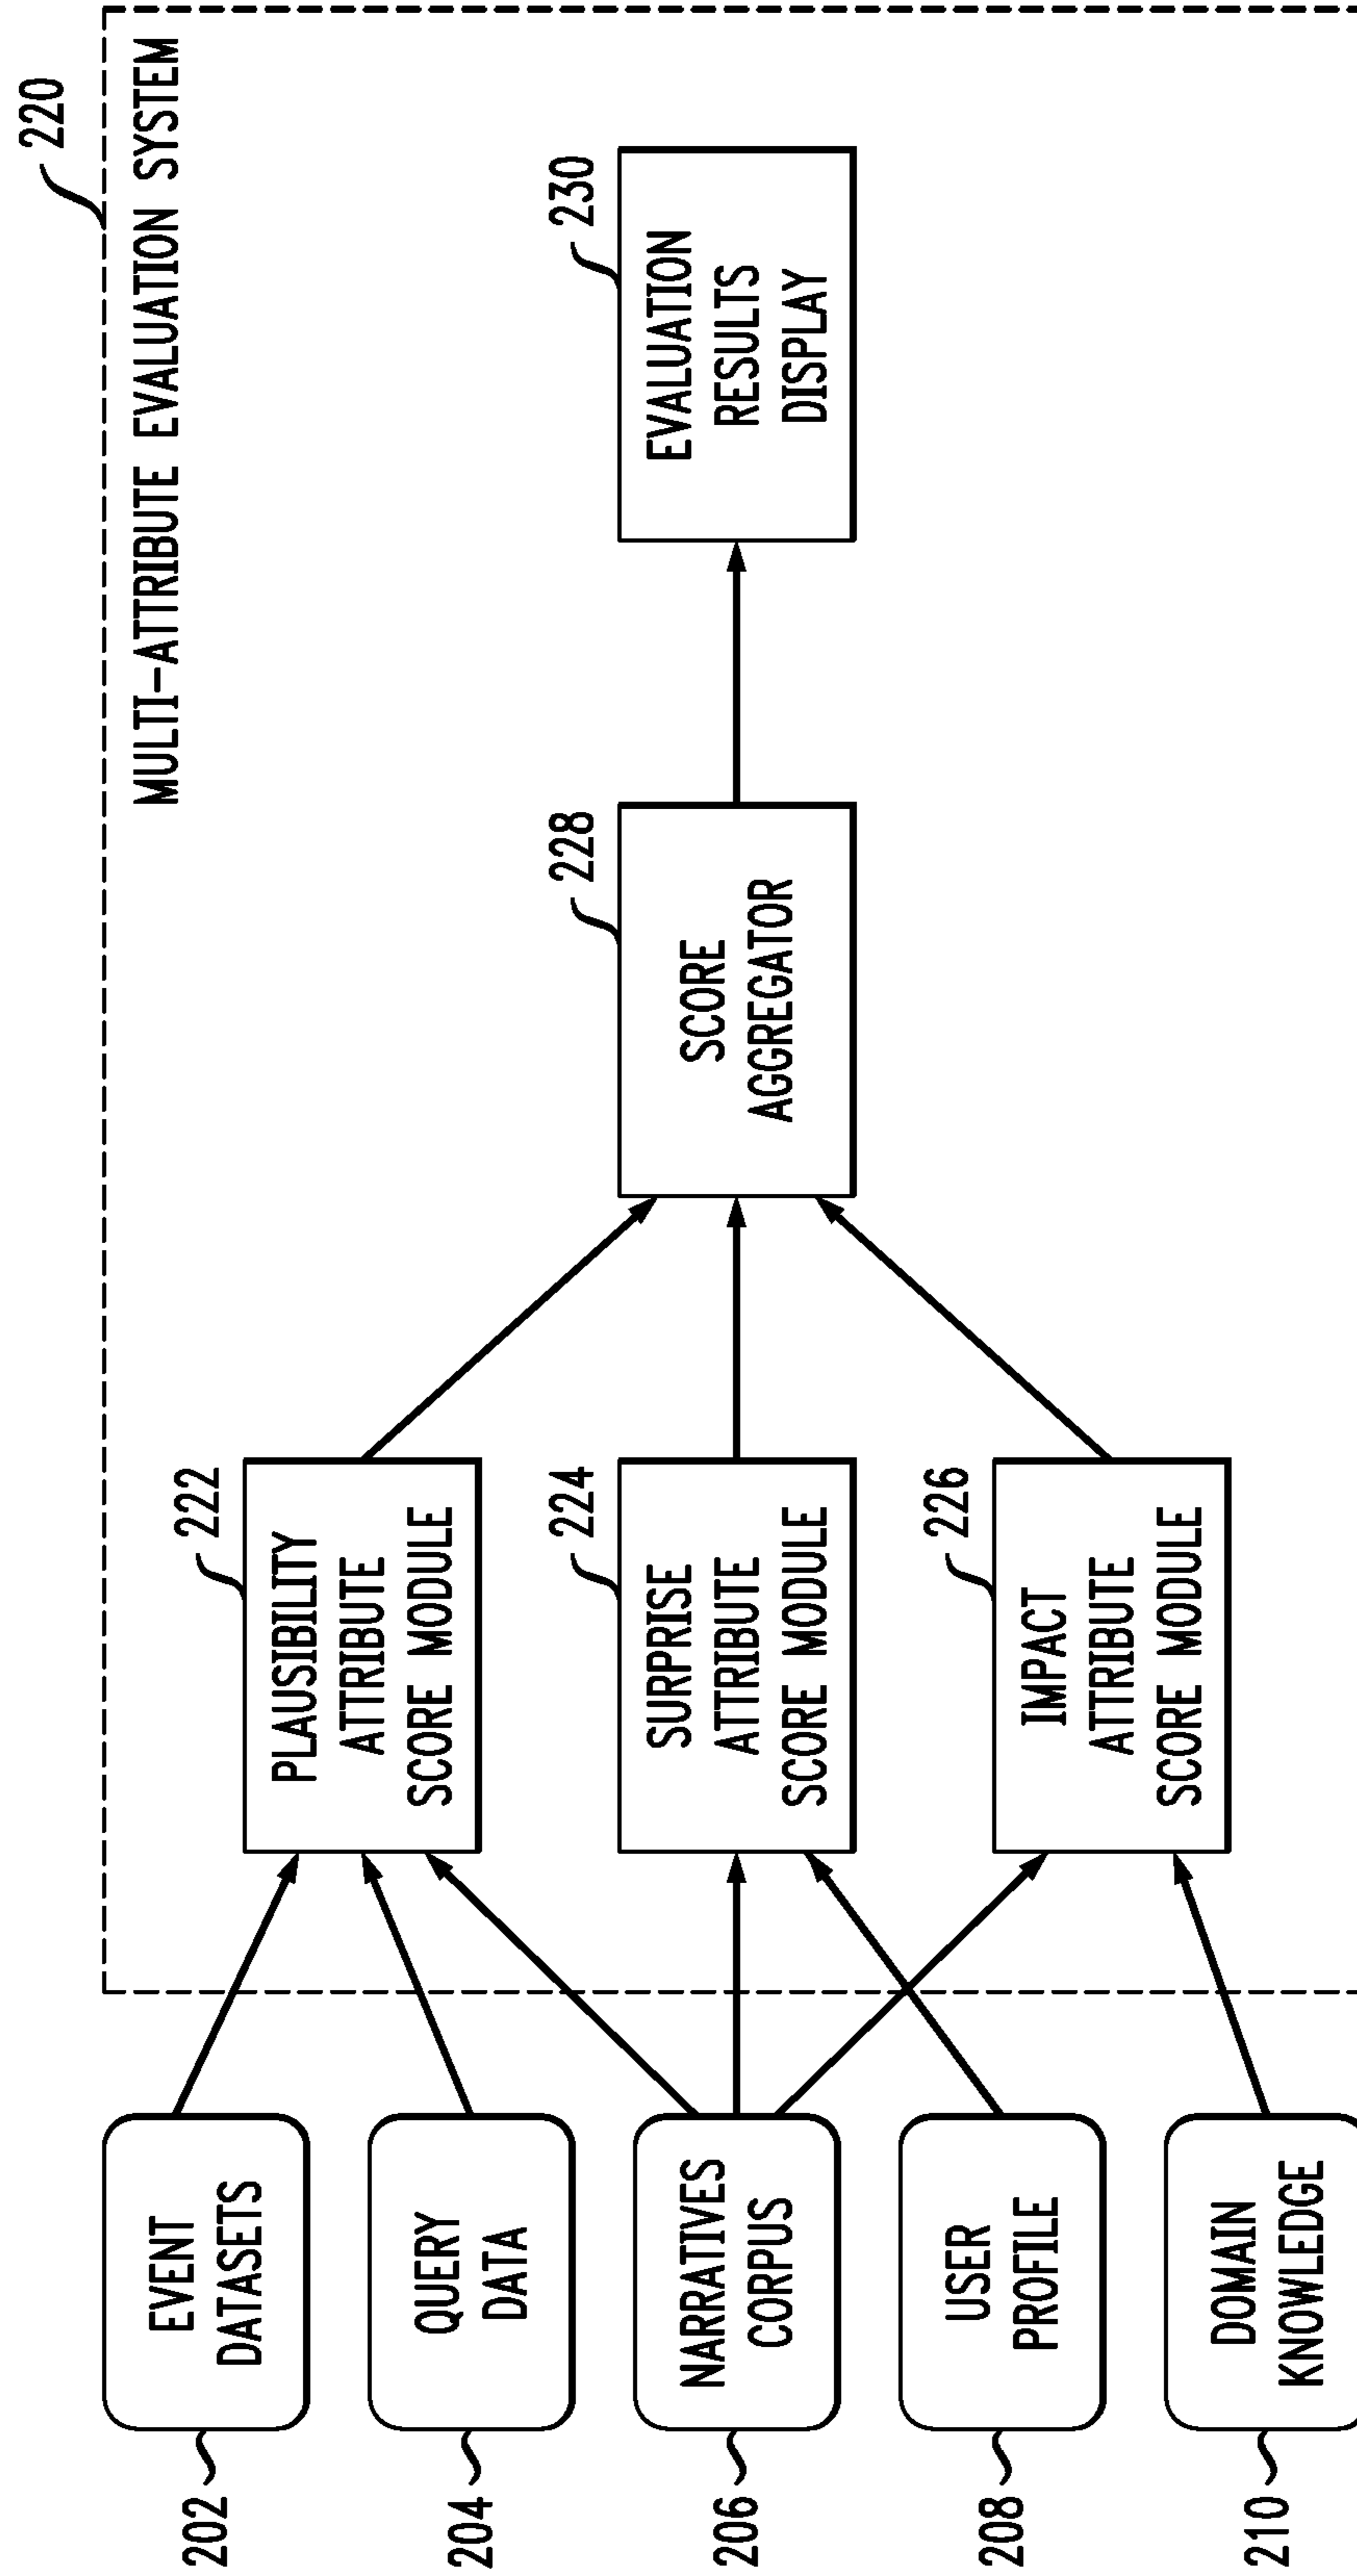 220
MULTI-ATTRIBUTE EVALUATION SYSTEM
202
EVENT
DATASETS
204
QUERY
DATA
206
NARRATIVES
CORPUS
208
USER
PROFILE
210
DOMAIN
KNOWLEDGE
222
PLAUSIBILITY
ATTRIBUTE
SCORE MODULE
224
SURPRISE
ATTRIBUTE
SCORE MODULE
226
IMPACT
ATTRIBUTE
SCORE MODULE
228
SCORE
AGGREGATOR
230
EVALUATION
RESULTS
DISPLAY